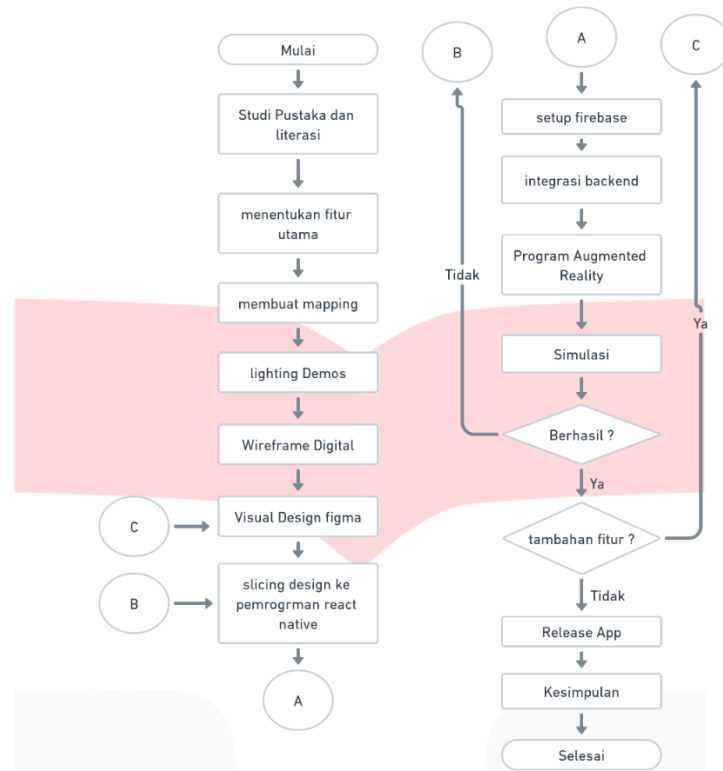 Mulai
Studi Pustaka dan
literasi
menentukan fitur
utama
membuat mapping
lighting Demos
Wireframe Digital
C
Visual Design figma
B
slicing design ke
pemrogrman react
native
A
B
A
C
setup firebase
integrasi backend
Tidak
Program Augmented
Reality
Ya
Simulasi
Berhasil ?
Ya
tambahan fitur ?
Tidak
Release App
Kesimpulan
Selesai